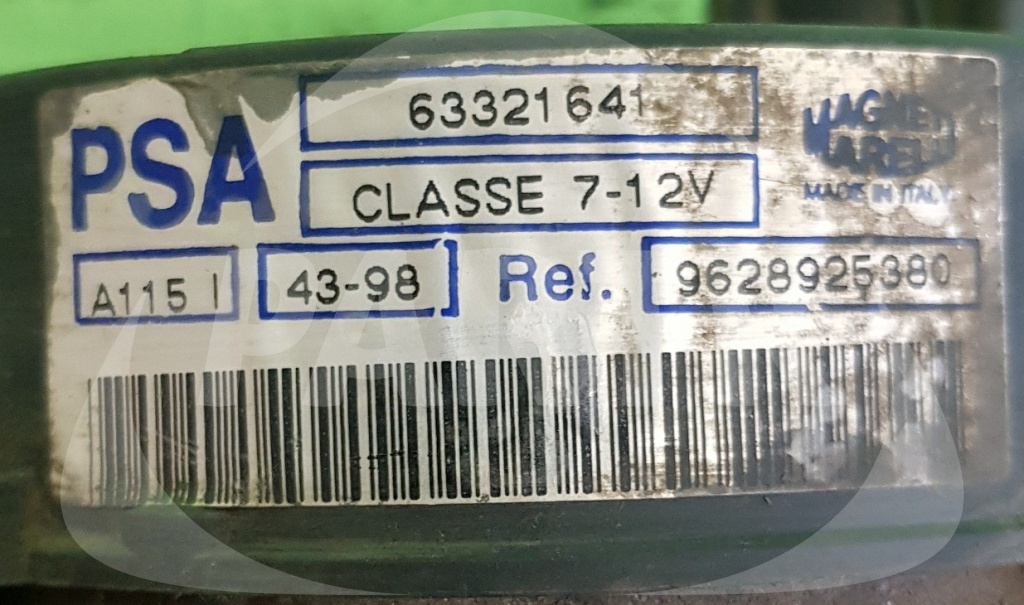 PSA
63321641
CLASSE 7-12V
MAGNETI
MARELLI
MADE IN ITALY
A115 I
43-98
Ref.
9628925380